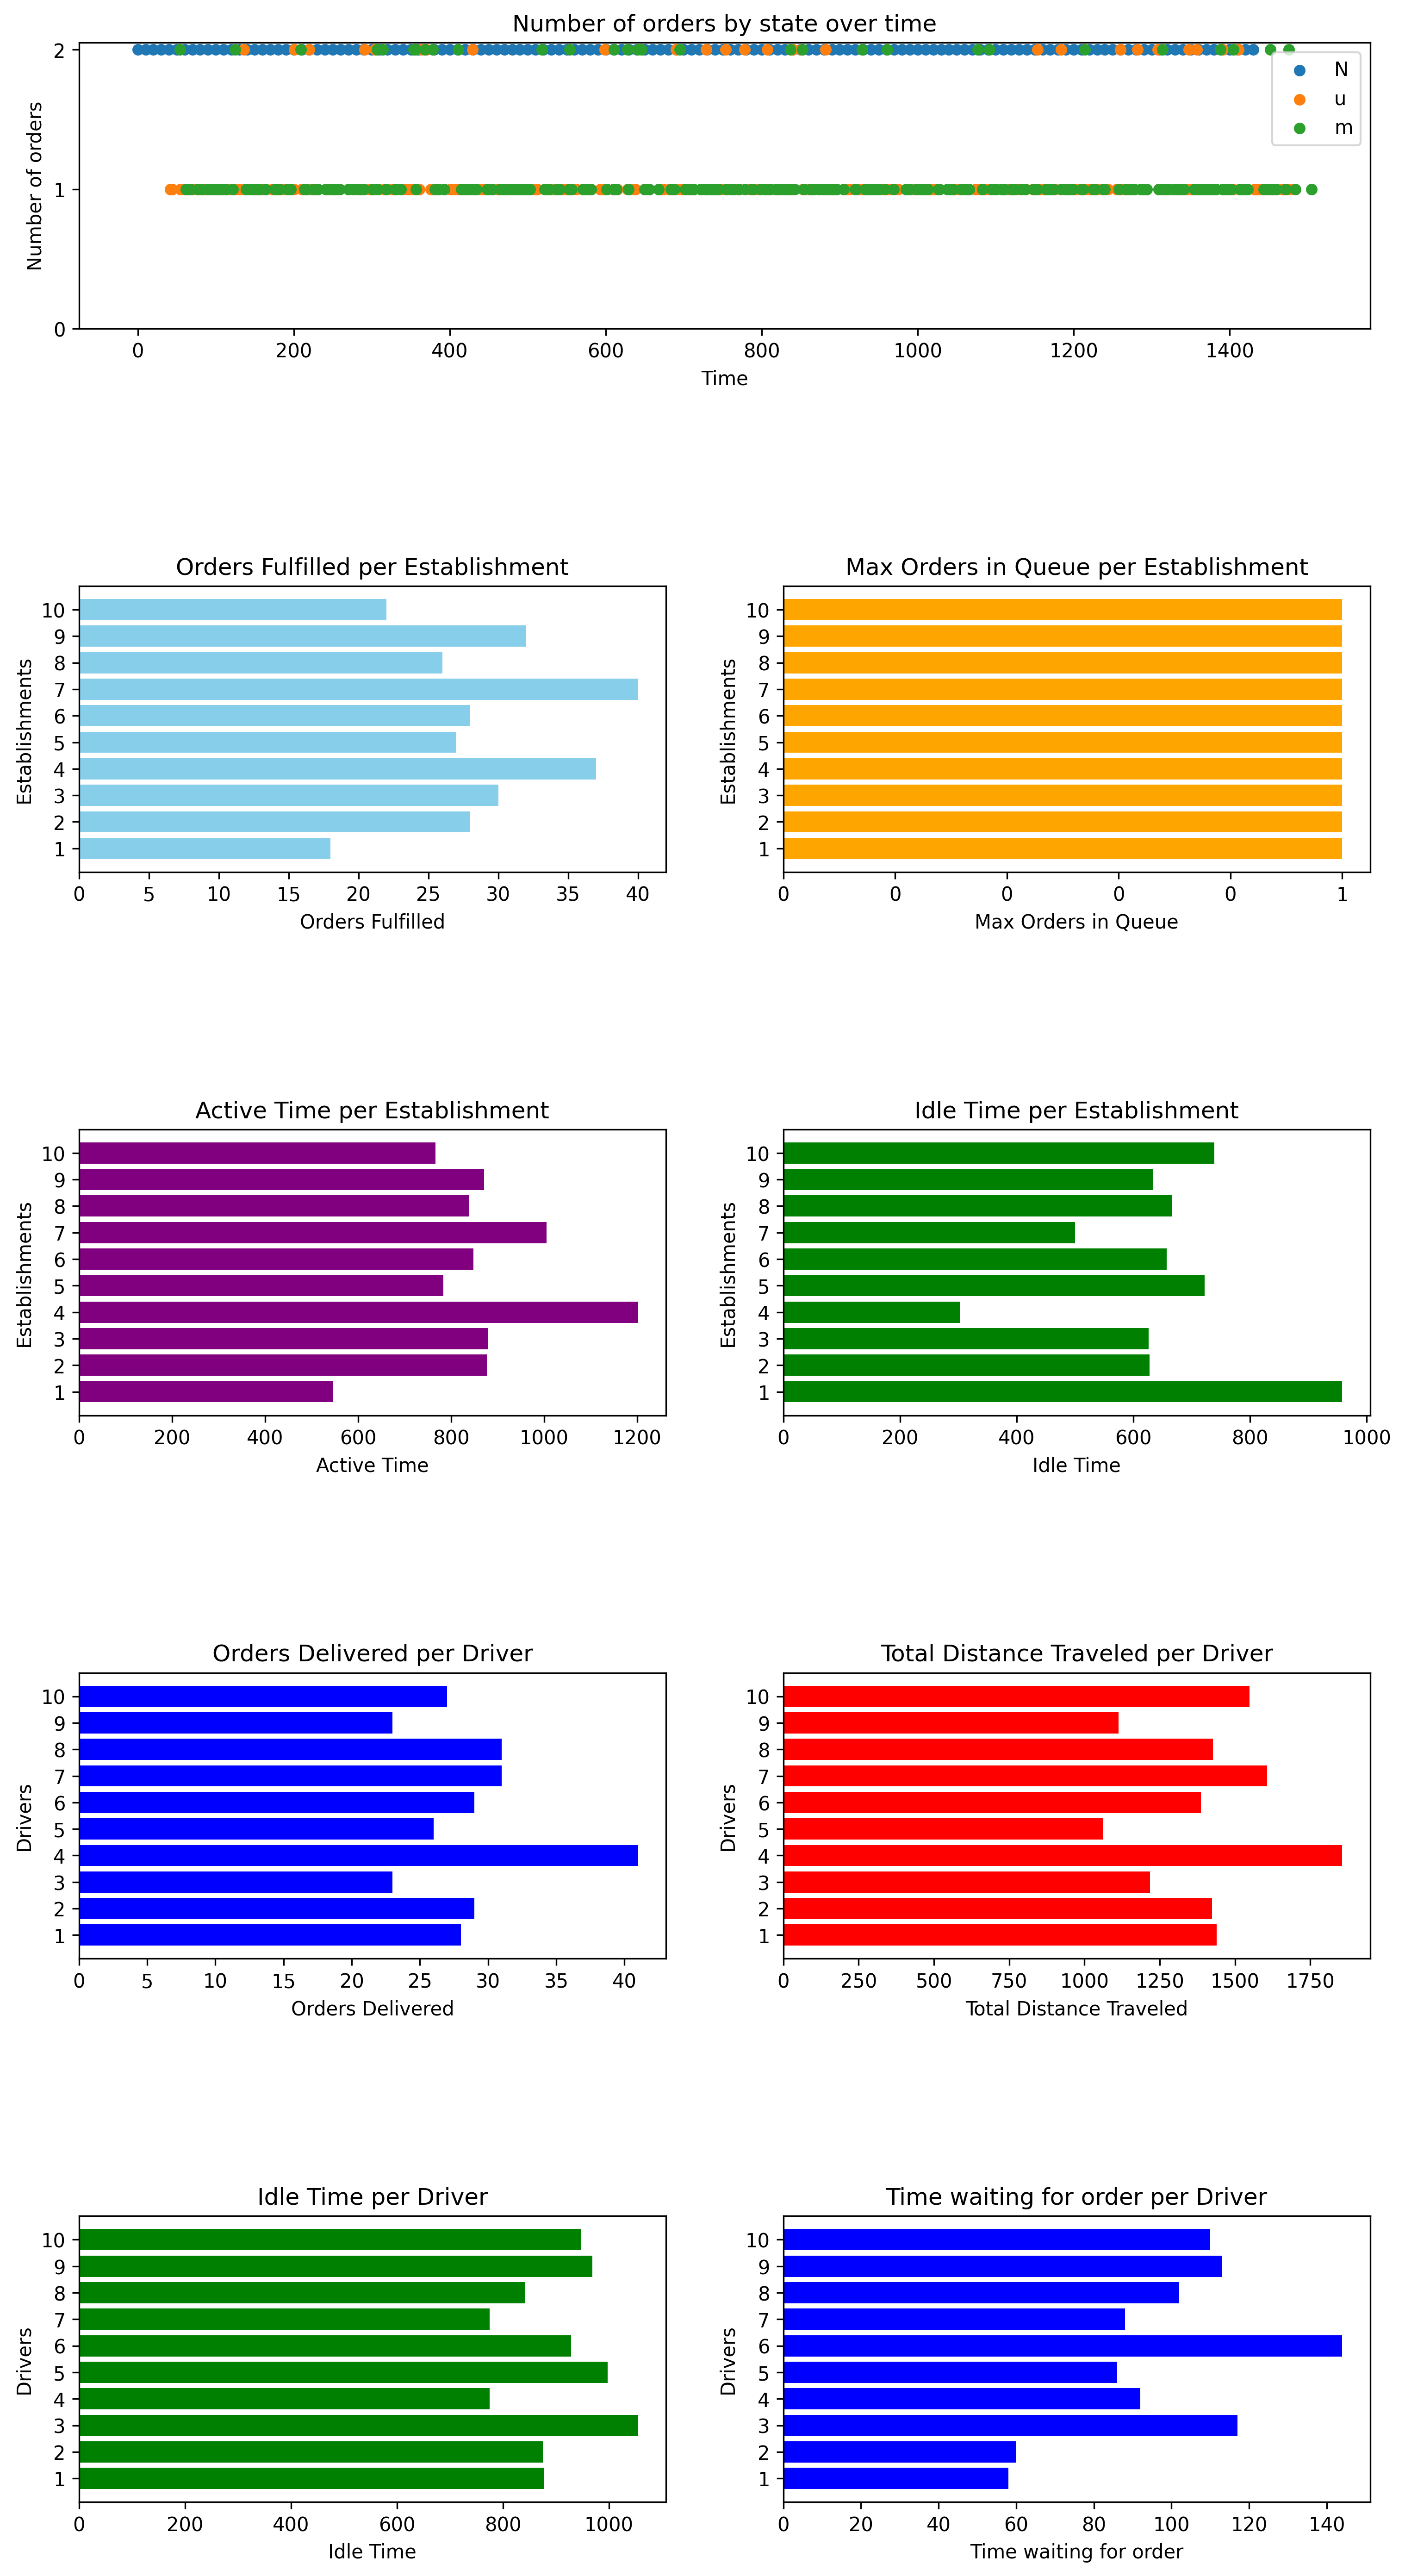 Number of orders by state over time
Number of orders
2
1
0
N
u
m
0 200 400 600 800 1000 1200 1400
Time
Orders Fulfilled per Establishment
Establishments
10
9
8
7
6
5
4
3
2
1
0 5 10 15 20 25 30 35 40
Orders Fulfilled
Max Orders in Queue per Establishment
Establishments
10
9
8
7
6
5
4
3
2
1
0 0 0 0 0 1
Max Orders in Queue
Active Time per Establishment
Establishments
10
9
8
7
6
5
4
3
2
1
0 200 400 600 800 1000 1200
Active Time
Idle Time per Establishment
Establishments
10
9
8
7
6
5
4
3
2
1
0 200 400 600 800 1000
Idle Time
Orders Delivered per Driver
Drivers
10
9
8
7
6
5
4
3
2
1
0 5 10 15 20 25 30 35 40
Orders Delivered
Total Distance Traveled per Driver
Drivers
10
9
8
7
6
5
4
3
2
1
0 250 500 750 1000 1250 1500 1750
Total Distance Traveled
Idle Time per Driver
Drivers
10
9
8
7
6
5
4
3
2
1
0 200 400 600 800 1000
Idle Time
Time waiting for order per Driver
Drivers
10
9
8
7
6
5
4
3
2
1
0 20 40 60 80 100 120 140
Time waiting for order